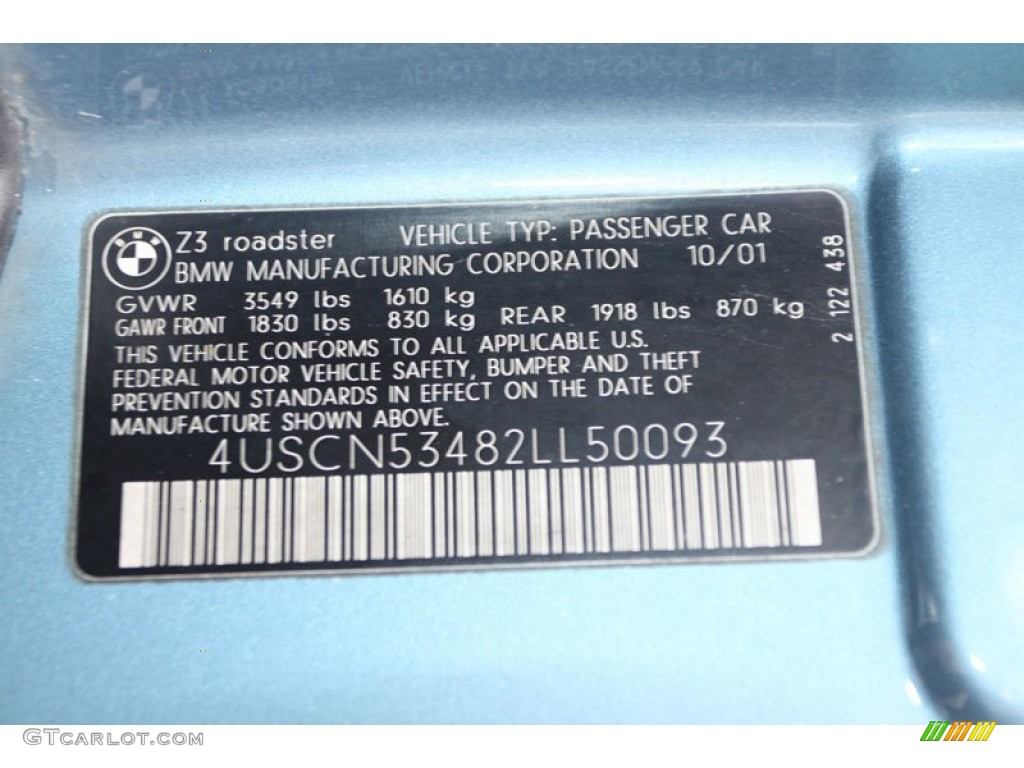 BMW
Z3 roadster VEHICLE TYP: PASSENGER CAR
BMW MANUFACTURING CORPORATION 10/01
GVWR 3549 lbs 1610 kg
GAWR FRONT 1830 lbs 830 kg REAR 1918 lbs 870 kg
THIS VEHICLE CONFORMS TO ALL APPLICABLE U.S.
FEDERAL MOTOR VEHICLE SAFETY, BUMPER AND THEFT
PREVENTION STANDARDS IN EFFECT ON THE DATE OF
MANUFACTURE SHOWN ABOVE.
4USCN53482LL50093
2 122 438
GTCARLOT.COM